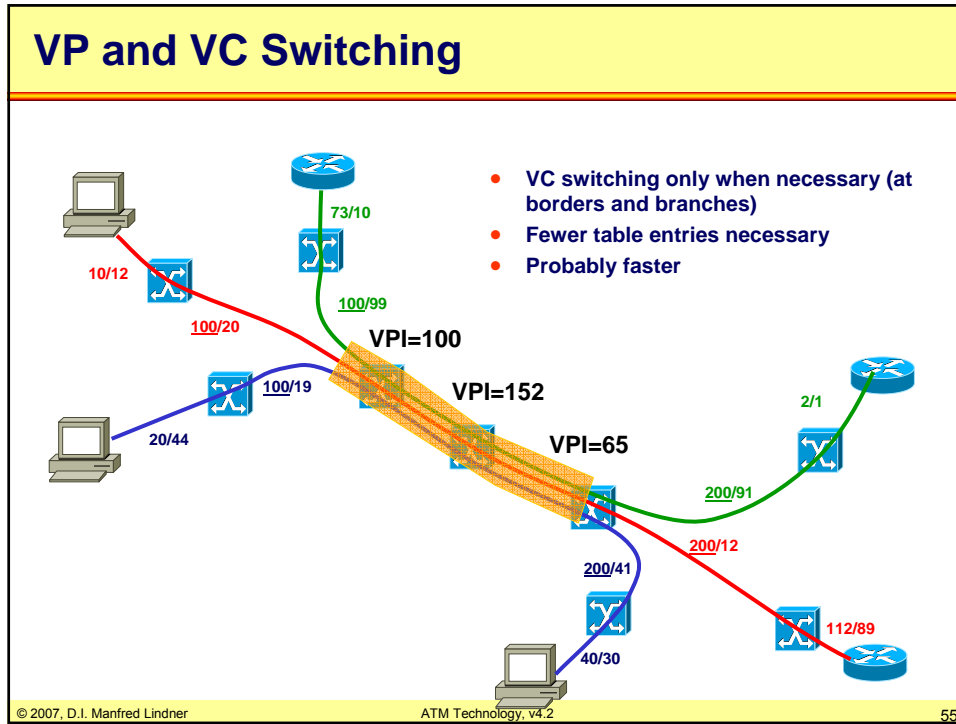 VP and VC Switching
• VC switching only when necessary (at
borders and branches)
• Fewer table entries necessary
• Probably faster
73/10
10/12
100/99
100/20
VPI=100
100/19
VPI=152
20/44
2/1
VPI=65
200/91
200/12
200/41
112/89
40/30
© 2007, D.I. Manfred Lindner
ATM Technology, v4.2
55